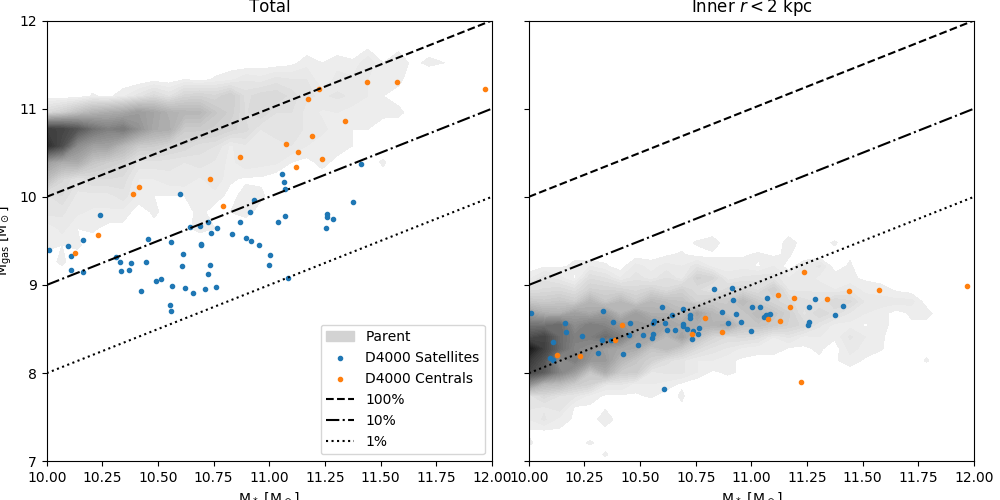 Total
Inner r < 2 kpc
12
11
10
9
8
7
M_gas [M_⊙]
Parent
D4000 Satellites
D4000 Centrals
100%
10%
1%
10.00 10.25 10.50 10.75 11.00 11.25 11.50 11.75 12.00
10.00 10.25 10.50 10.75 11.00 11.25 11.50 11.75 12.00
M_* [M_⊙]
M_* [M_⊙]